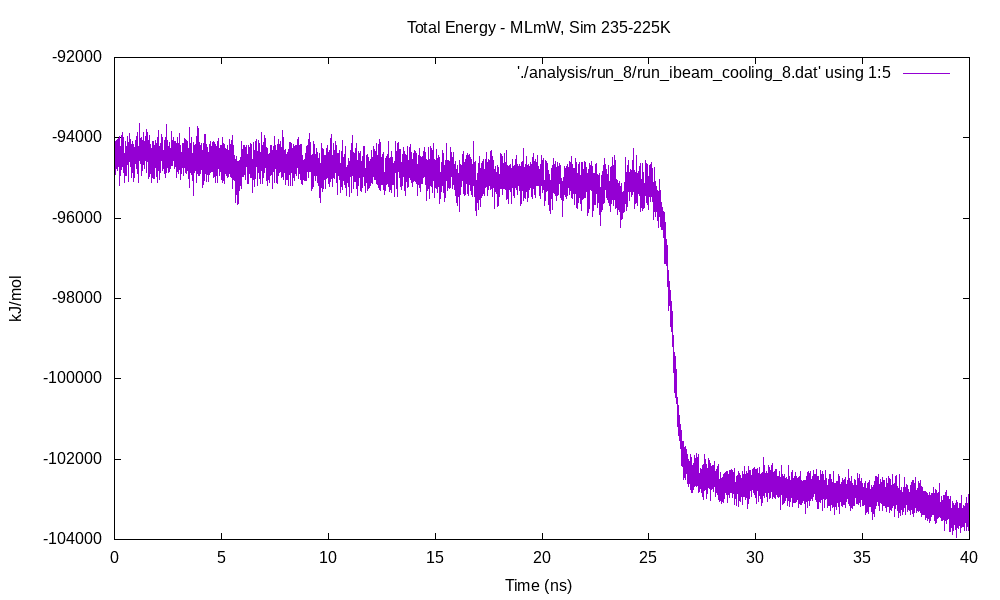 Total Energy - MLmW, Sim 235-225K
'./analysis/run_8/run_ibeam_cooling_8.dat' using 1:5
-92000
-94000
-96000
-98000
-100000
-102000
-104000
kJ/mol
0 5 10 15 20 25 30 35 40
Time (ns)